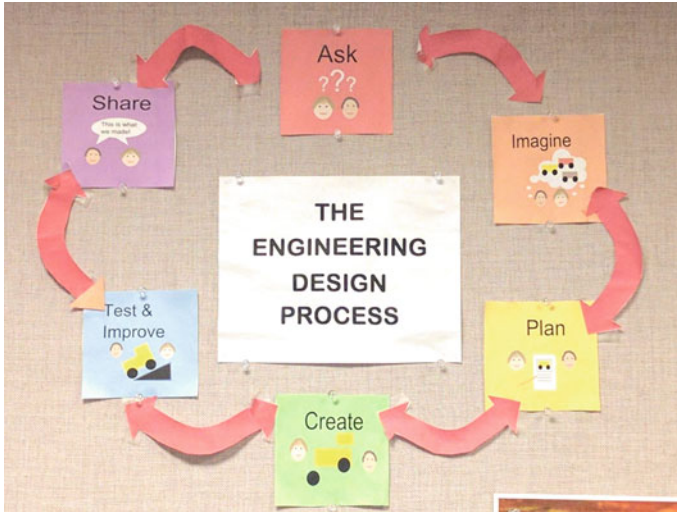 Ask
???
Share
This is what
we made!
Imagine
THE
ENGINEERING
DESIGN
PROCESS
Test &
Improve
Plan
Create